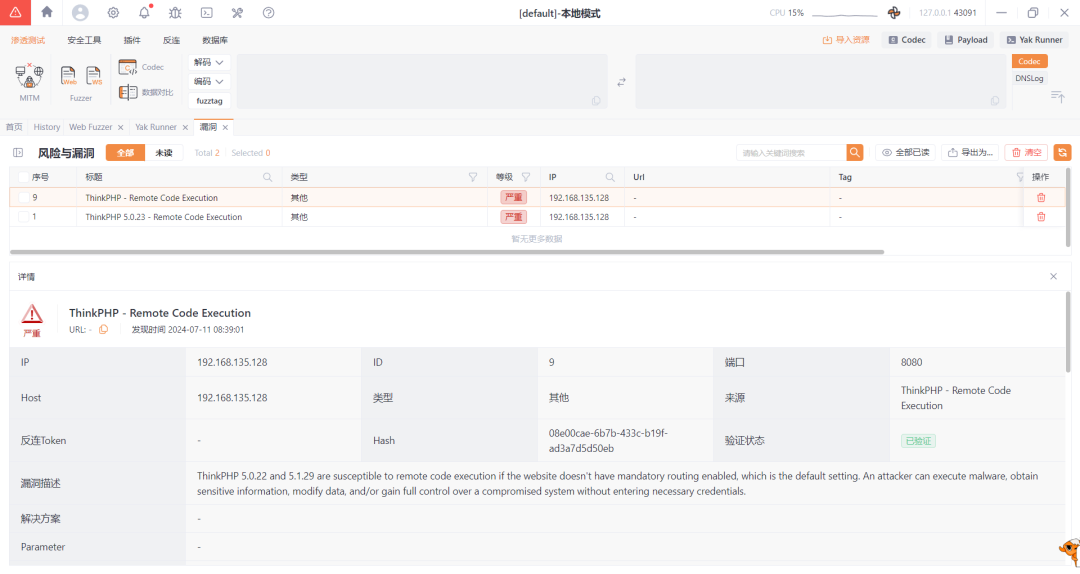 [default]-本地模式
CPU 15%
127.0.0.1 43091
渗透测试 安全工具 插件 反连 数据库
导入资源 Codec Payload Yak Runner
MITM
Web
WS
Fuzzer
Codec
数据对比
解码
编码
fuzztag
Codec
DNSLog
首页 History Web Fuzzer Yak Runner 漏洞
风险与漏洞 全部 未读 Total 2 Selected 0
请输入关键词搜索 全部已读 导出为... 清空
序号 标题 类型 等级 IP Url Tag 操作
9 ThinkPHP - Remote Code Execution 其他 严重 192.168.135.128 - -
1 ThinkPHP 5.0.23 - Remote Code Execution 其他 严重 192.168.135.128 - -
暂无更多数据
详情
严重
ThinkPHP - Remote Code Execution
URL: - 发现时间 2024-07-11 08:39:01
IP 192.168.135.128 ID 9 端口 8080
Host 192.168.135.128 类型 其他 来源 ThinkPHP - Remote Code
Execution
反连Token - Hash 08e00cae-6b7b-433c-b19f-
ad3a7d5d50eb 验证状态 已验证
漏洞描述 ThinkPHP 5.0.22 and 5.1.29 are susceptible to remote code execution if the website doesn't have mandatory routing enabled, which is the default setting. An attacker can execute malware, obtain
sensitive information, modify data, and/or gain full control over a compromised system without entering necessary credentials.
解决方案 -
Parameter -